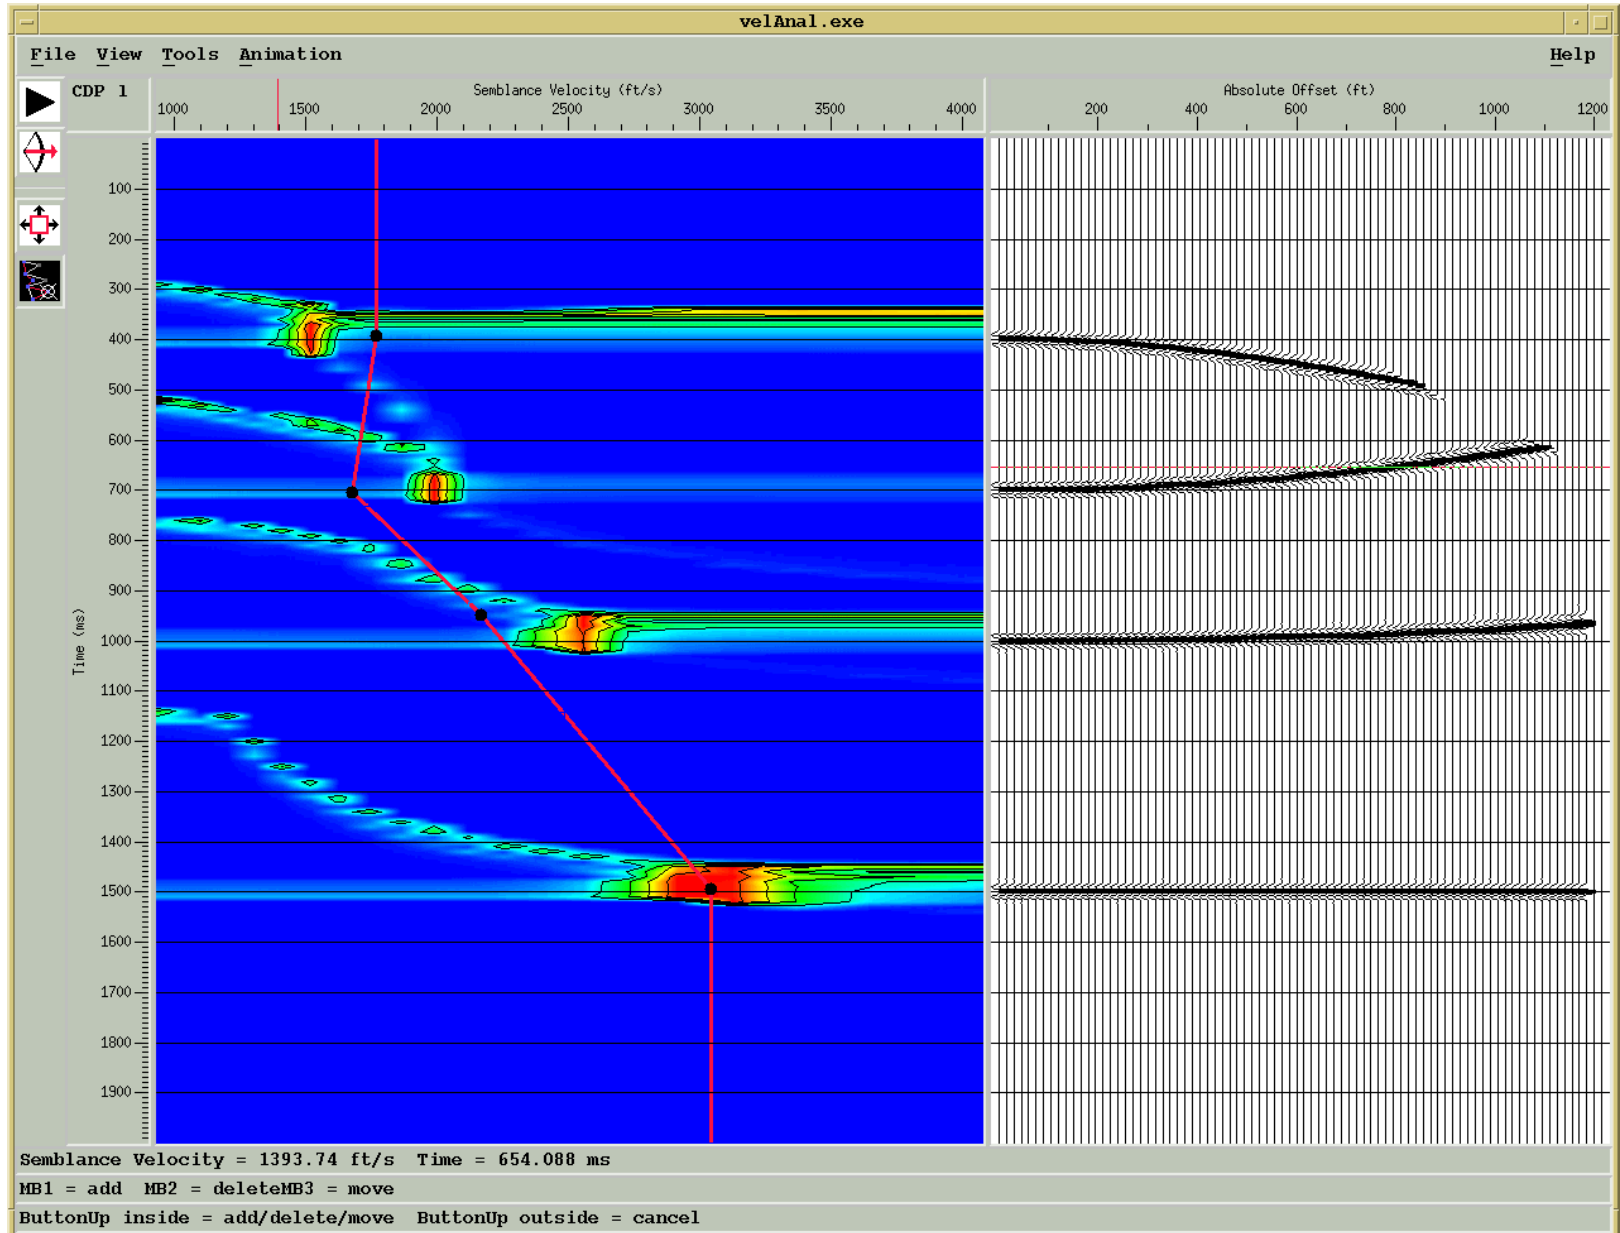 velAnal.exe
File View Tools Animation Help
CDP 1
Semblance Velocity (ft/s)
1000 1500 2000 2500 3000 3500 4000
Absolute Offset (ft)
200 400 600 800 1000 1200
Time (ms)
100
200
300
400
500
600
700
800
900
1000
1100
1200
1300
1400
1500
1600
1700
1800
1900
Semblance Velocity = 1393.74 ft/s Time = 654.088 ms
MB1 = add MB2 = deleteMB3 = move
ButtonUp inside = add/delete/move ButtonUp outside = cancel